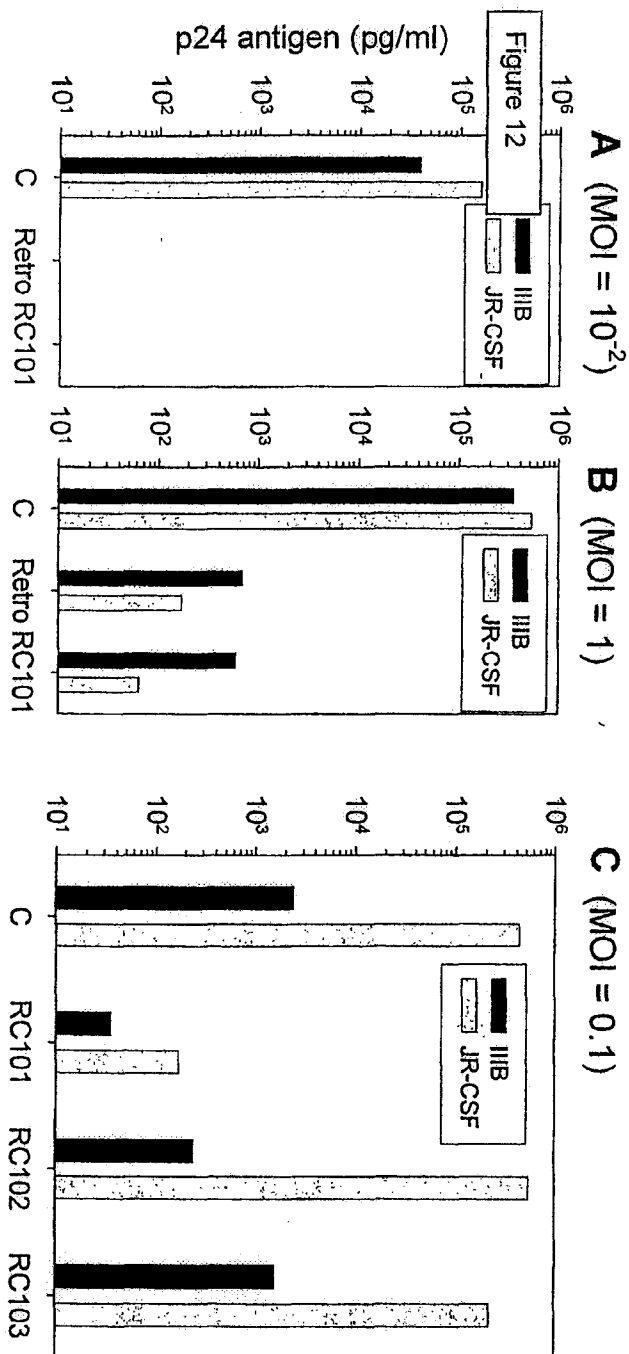 Figure 12
p24 antigen (pg/ml)
A (MOI = 10⁻²)
10⁶
10⁵
10⁴
10³
10²
10¹
IIIB
JR-CSF
C Retro RC101
B (MOI = 1)
10⁶
10⁵
10⁴
10³
10²
10¹
IIIB
JR-CSF
C Retro RC101
C (MOI = 0.1)
10⁶
10⁵
10⁴
10³
10²
10¹
IIIB
JR-CSF
C RC101 RC102 RC103